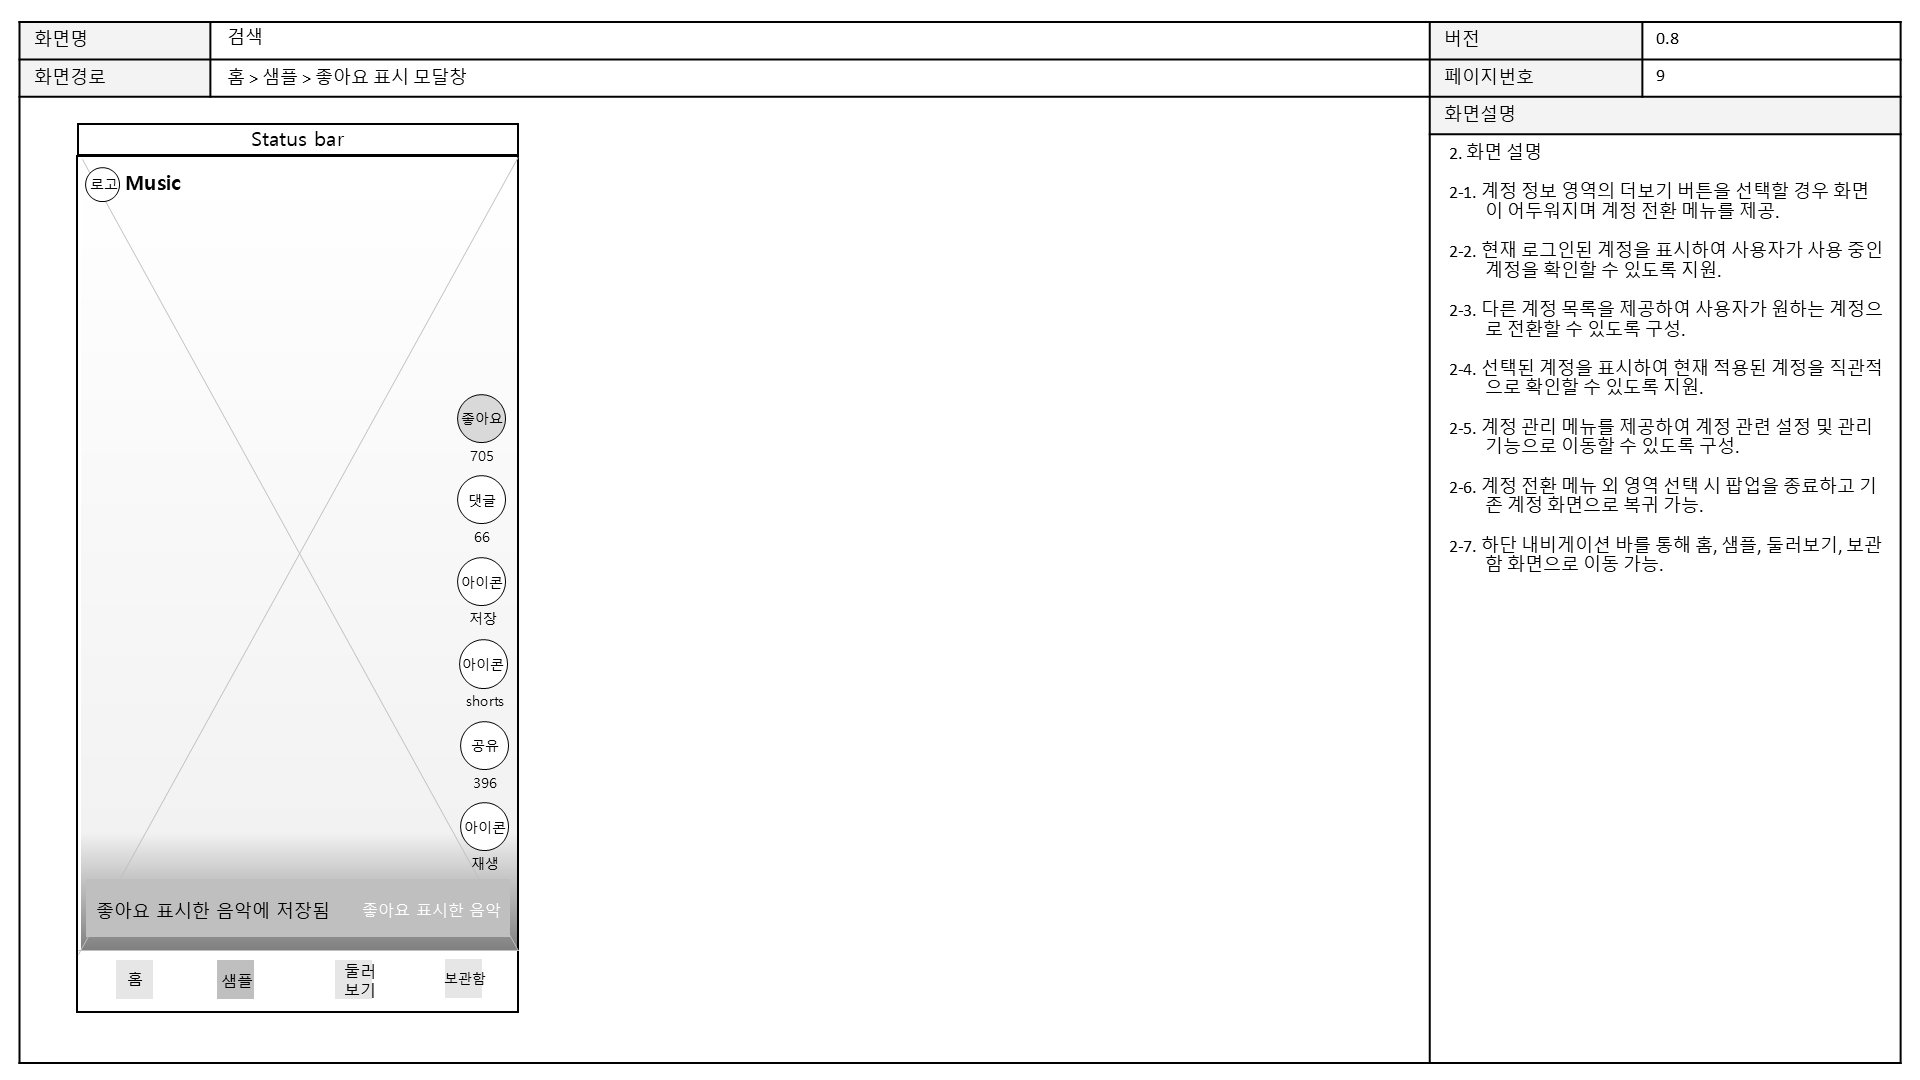 화면명
검색
버전
0.8
화면경로
홈 > 샘플 > 좋아요 표시 모달창
페이지번호
9
화면설명
Status bar
로고 Music
좋아요
705
댓글
66
아이콘
저장
아이콘
shorts
공유
396
아이콘
재생
좋아요 표시한 음악에 저장됨
좋아요 표시한 음악
홈
샘플
둘러
보기
보관함
2. 화면 설명
2-1. 계정 정보 영역의 더보기 버튼을 선택할 경우 화면
이 어두워지며 계정 전환 메뉴를 제공.
2-2. 현재 로그인된 계정을 표시하여 사용자가 사용 중인
계정을 확인할 수 있도록 지원.
2-3. 다른 계정 목록을 제공하여 사용자가 원하는 계정으
로 전환할 수 있도록 구성.
2-4. 선택된 계정을 표시하여 현재 적용된 계정을 직관적
으로 확인할 수 있도록 지원.
2-5. 계정 관리 메뉴를 제공하여 계정 관련 설정 및 관리
기능으로 이동할 수 있도록 구성.
2-6. 계정 전환 메뉴 외 영역 선택 시 팝업을 종료하고 기
존 계정 화면으로 복귀 가능.
2-7. 하단 내비게이션 바를 통해 홈, 샘플, 둘러보기, 보관
함 화면으로 이동 가능.